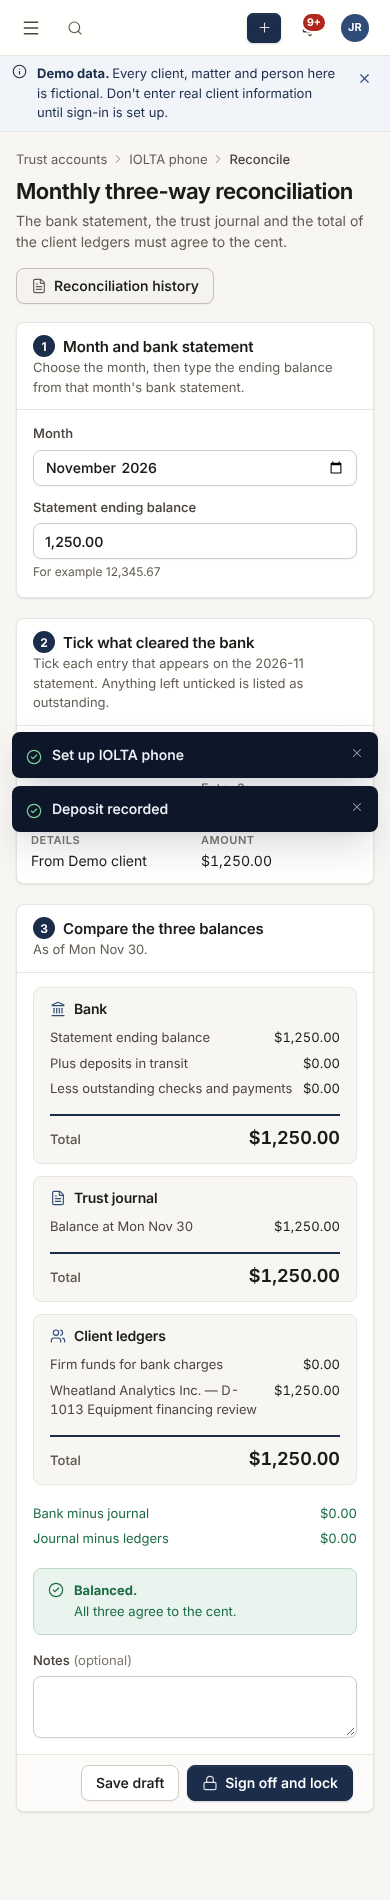 9+
JR
Demo data. Every client, matter and person here
is fictional. Don't enter real client information
until sign-in is set up.
Trust accounts > IOLTA phone > Reconcile
Monthly three-way reconciliation
The bank statement, the trust journal and the total of
the client ledgers must agree to the cent.
Reconciliation history
1 Month and bank statement
Choose the month, then type the ending balance
from that month's bank statement.
Month
November 2026
Statement ending balance
1,250.00
For example 12,345.67
2 Tick what cleared the bank
Tick each entry that appears on the 2026-11
statement. Anything left unticked is listed as
outstanding.
Set up IOLTA phone
Deposit recorded
DETAILS AMOUNT
From Demo client $1,250.00
3 Compare the three balances
As of Mon Nov 30.
Bank
Statement ending balance $1,250.00
Plus deposits in transit $0.00
Less outstanding checks and payments $0.00
Total $1,250.00
Trust journal
Balance at Mon Nov 30 $1,250.00
Total $1,250.00
Client ledgers
Firm funds for bank charges $0.00
Wheatland Analytics Inc. — D- $1,250.00
1013 Equipment financing review
Total $1,250.00
Bank minus journal $0.00
Journal minus ledgers $0.00
Balanced.
All three agree to the cent.
Notes (optional)
Save draft
Sign off and lock